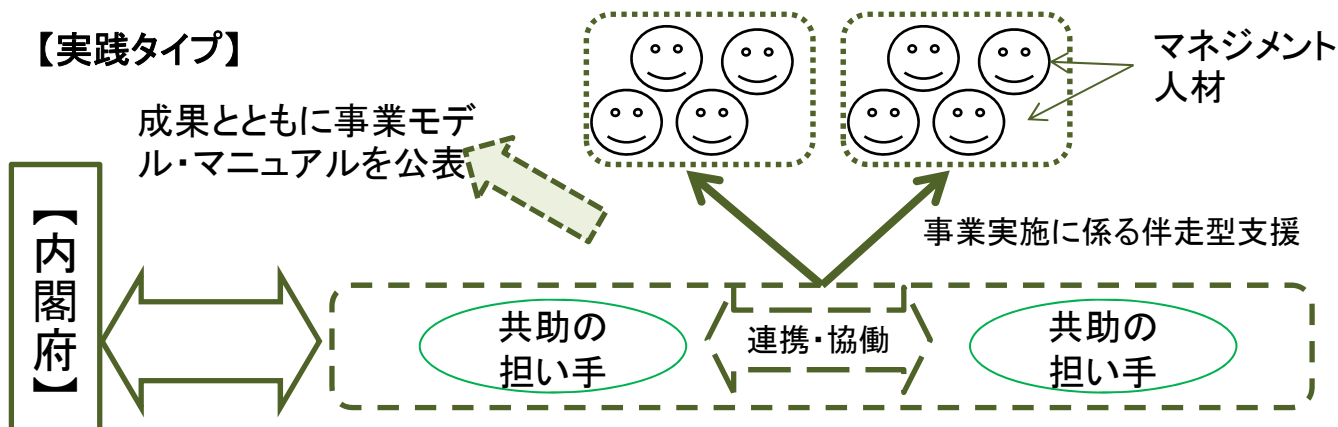 【実践タイプ】
マネジメント
人材
成果とともに事業モデ
ル・マニュアルを公表
事業実施に係る伴走型支援
【内閣府】
共助の
担い手
連携・協働
共助の
担い手